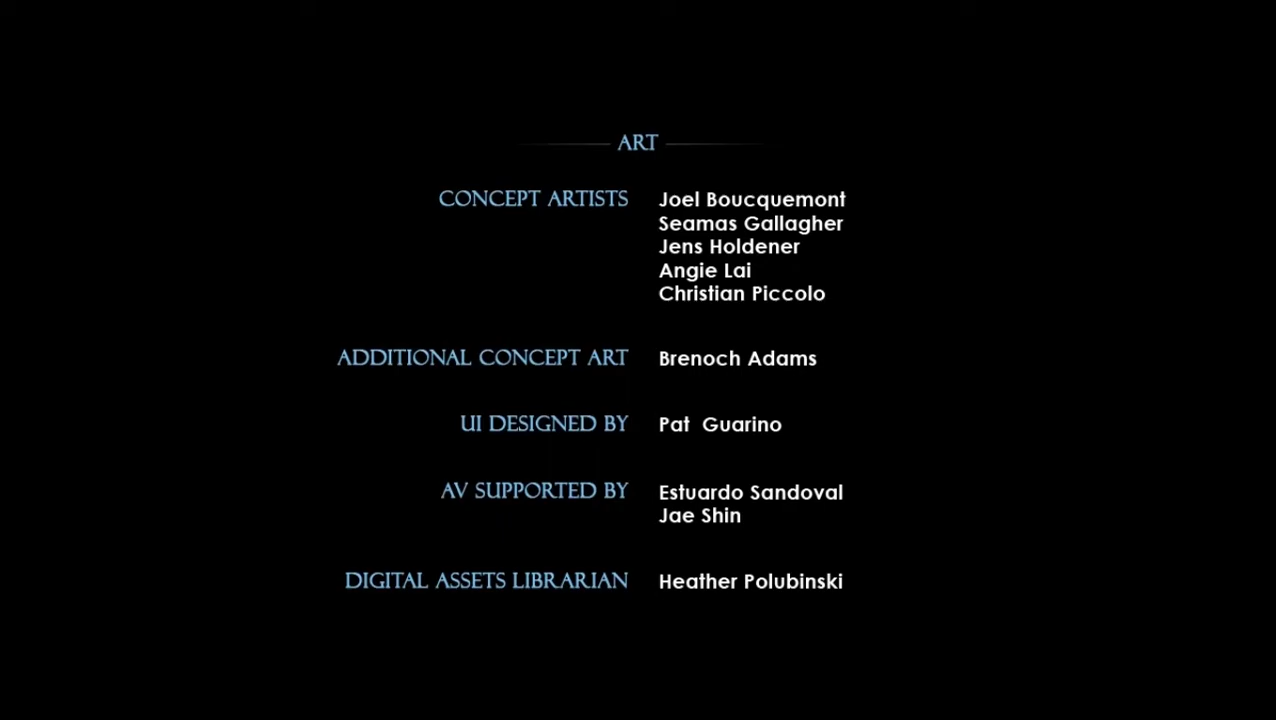 ART
CONCEPT ARTISTS Joel Boucquemont
Seamas Gallagher
Jens Holdener
Angie Lai
Christian Piccolo
ADDITIONAL CONCEPT ART Brenoch Adams
UI DESIGNED BY Pat Guarino
AV SUPPORTED BY Estuardo Sandoval
Jae Shin
DIGITAL ASSETS LIBRARIAN Heather Polubinski